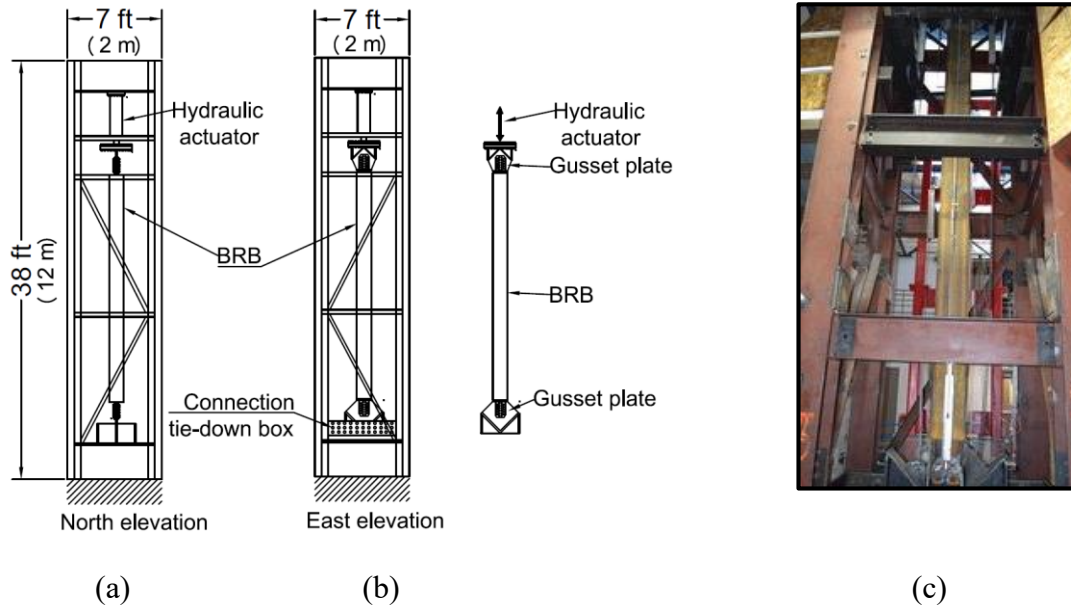 7 ft
( 2 m)
7 ft
( 2 m)
38 ft
(12 m)
Hydraulic
actuator
BRB
Connection
tie-down box
Hydraulic
actuator
Gusset plate
BRB
Gusset plate
North elevation
East elevation
(a)
(b)
(c)